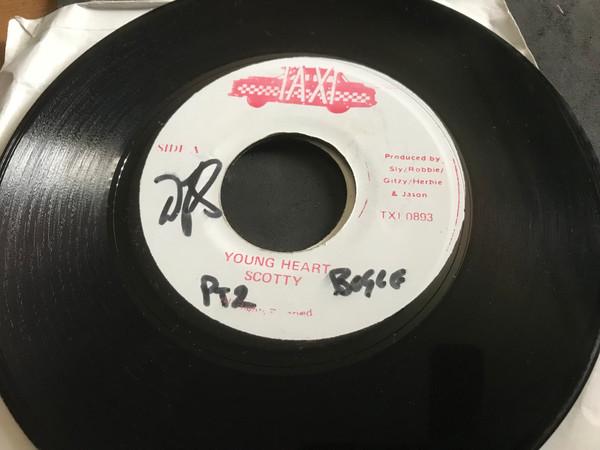 TAXI
SIDE A
Produced by
Sly/Robbie/
Gitzy/Herbie
& Jason
TXI 0893
YOUNG HEART
SCOTTY
PT2
BOGLE